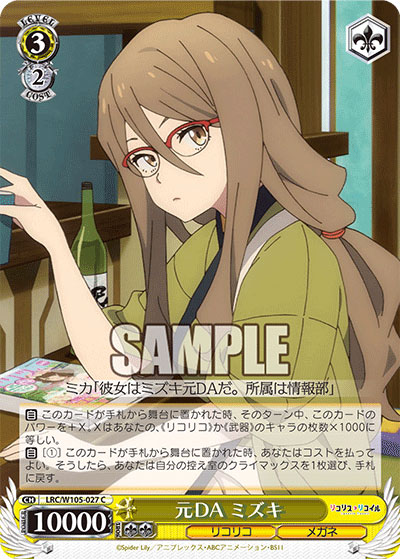 LEVEL
3
2
COST
SAMPLE
ミカ「彼女はミズキ元DAだ。所属は情報部」
自 このカードが手札から舞台に置かれた時、そのターン中、このカードの
パワーを＋X。Xはあなたの、《リコリコ》か《武器》のキャラの枚数×1000に
等しい。
自［①］このカードが手札から舞台に置かれた時、あなたはコストを払って
よい。そうしたら、あなたは自分の控え室のクライマックスを1枚選び、手札
に戻す。
CH LRC/W105-027 C
元DA ミズキ
リコリス・リコイル
10000
リコリコ
メガネ
©Spider Lily／アニプレックス・ABCアニメーション・BS11